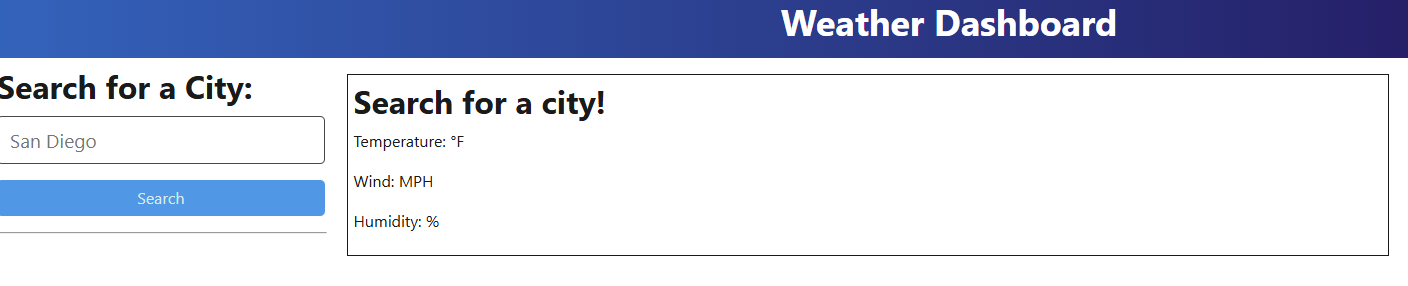 Weather Dashboard
Search for a City:
San Diego
Search
Search for a city!
Temperature: °F
Wind: MPH
Humidity: %